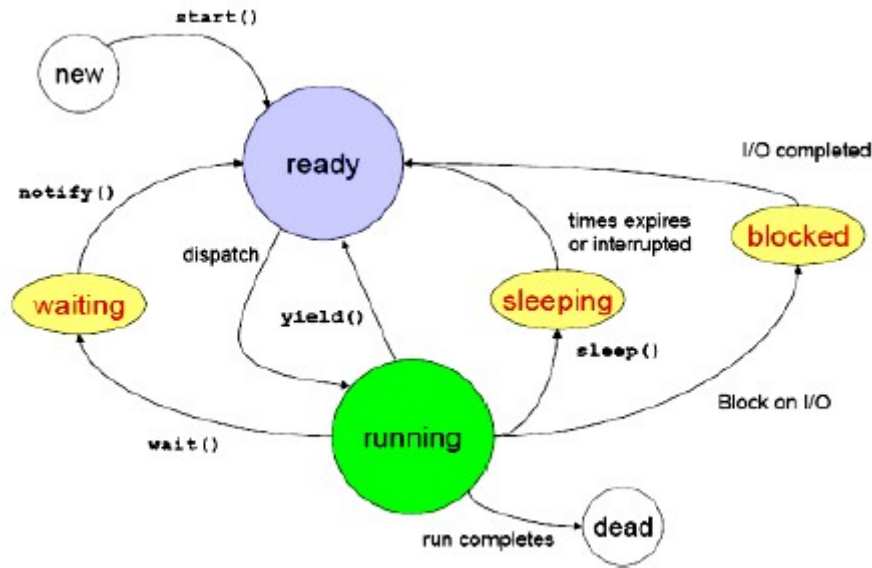 start()
new
ready
I/O completed
notify()
times expires
or interrupted
blocked
dispatch
waiting
sleeping
yield()
sleep()
Block on I/O
running
wait()
run completes
dead